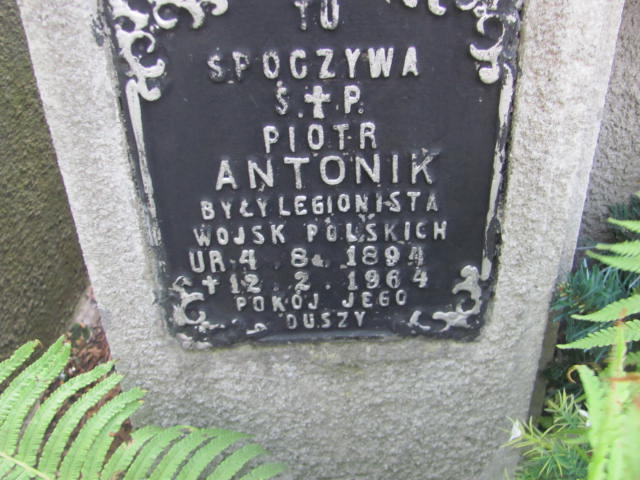 TU
SPOCZYWA
Ś.✝P.
PIOTR
ANTONIK
BYŁY LEGIONISTA
WOJSK POLSKICH
UR. 4. 8. 1894
✝ 12. 2. 1964
POKÓJ JEGO
DUSZY